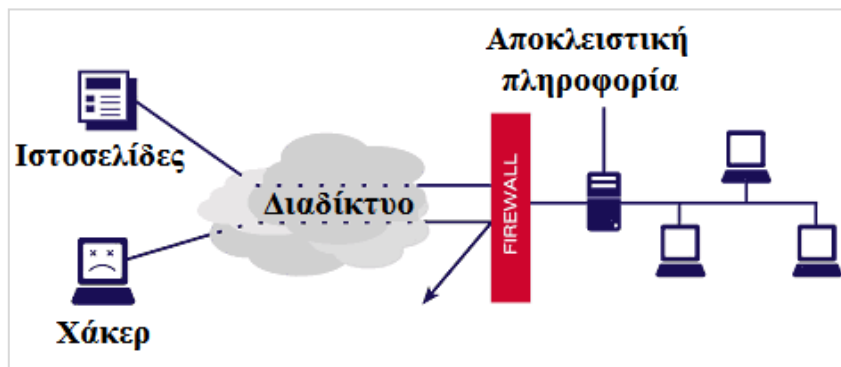 Αποκλειστική
πληροφορία
Ιστοσελίδες
Διαδίκτυο
FIREWALL
Χάκερ